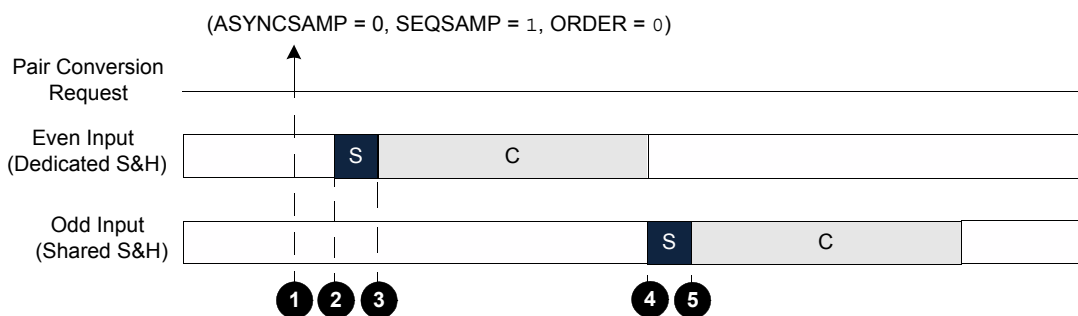 (ASYNCSAMP = 0, SEQSAMP = 1, ORDER = 0)
Pair Conversion
Request
Even Input
(Dedicated S&H)
S
C
Odd Input
(Shared S&H)
S
C
1 2 3 4 5